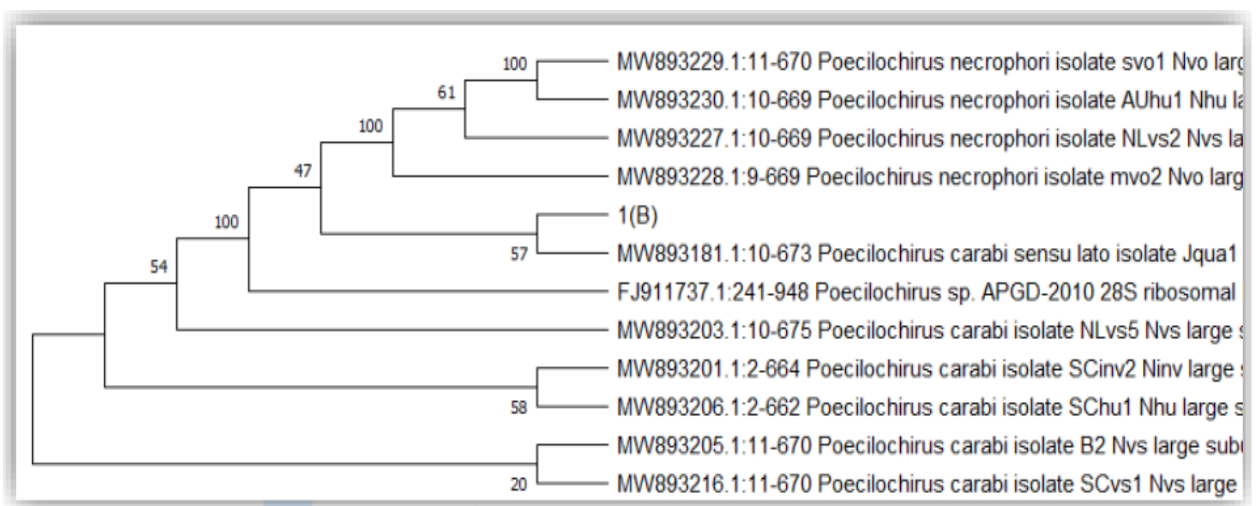 100
MW893229.1:11-670 Poecilochirus necrophori isolate svo1 Nvo
61
MW893230.1:10-669 Poecilochirus necrophori isolate AUhu1 Nhu
100
MW893227.1:10-669 Poecilochirus necrophori isolate NLvs2 Nvs
47
MW893228.1:9-669 Poecilochirus necrophori isolate mvo2 Nvo
100
1(B)
57
MW893181.1:10-673 Poecilochirus carabi sensu lato isolate Jqua1
54
FJ911737.1:241-948 Poecilochirus sp. APGD-2010 28S ribosomal
MW893203.1:10-675 Poecilochirus carabi isolate NLvs5 Nvs large
MW893201.1:2-664 Poecilochirus carabi isolate SCinv2 Ninv large
58
MW893206.1:2-662 Poecilochirus carabi isolate SChu1 Nhu large
MW893205.1:11-670 Poecilochirus carabi isolate B2 Nvs large
20
MW893216.1:11-670 Poecilochirus carabi isolate SCvs1 Nvs large